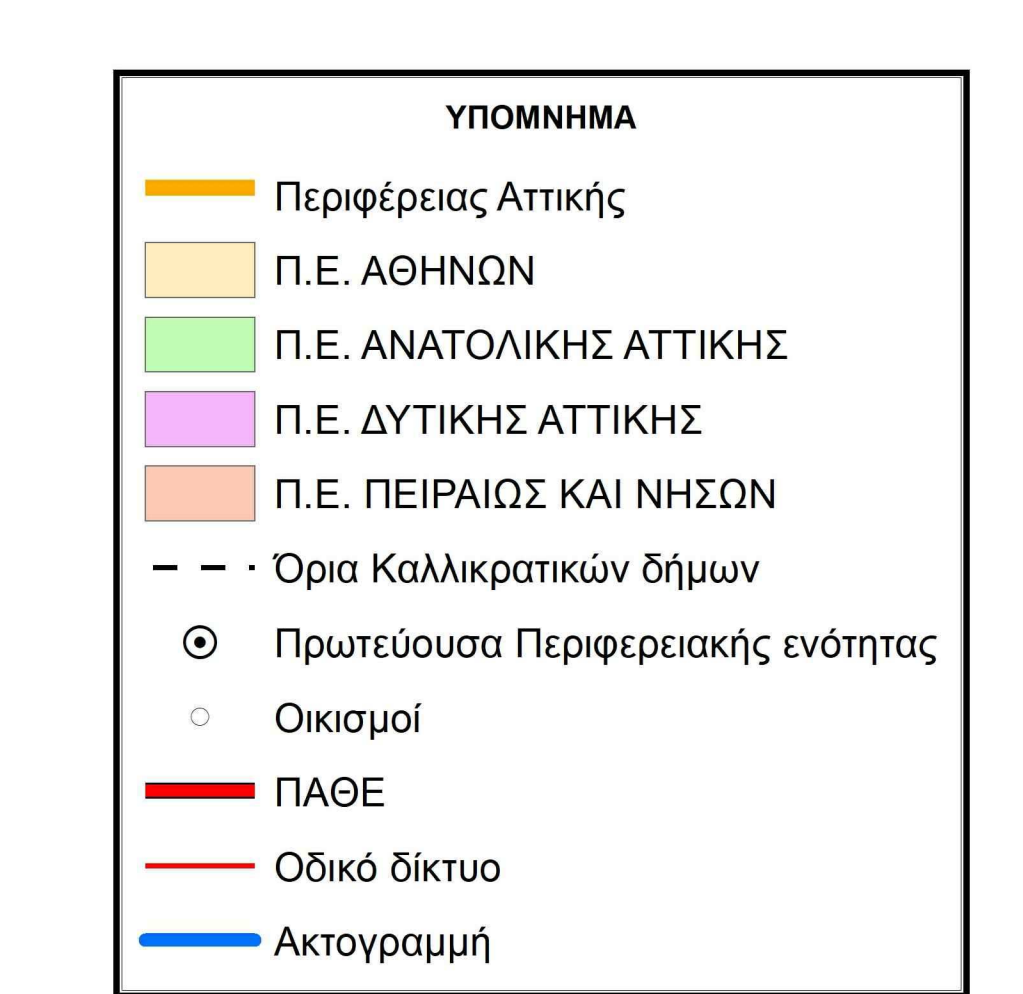 ΥΠΟΜΝΗΜΑ
Περιφέρειας Αττικής
Π.Ε. ΑΘΗΝΩΝ
Π.Ε. ΑΝΑΤΟΛΙΚΗΣ ΑΤΤΙΚΗΣ
Π.Ε. ΔΥΤΙΚΗΣ ΑΤΤΙΚΗΣ
Π.Ε. ΠΕΙΡΑΙΩΣ ΚΑΙ ΝΗΣΩΝ
Όρια Καλλικρατικών δήμων
Πρωτεύουσα Περιφερειακής ενότητας
Οικισμοί
ΠΑΘΕ
Οδικό δίκτυο
Ακτογραμμή